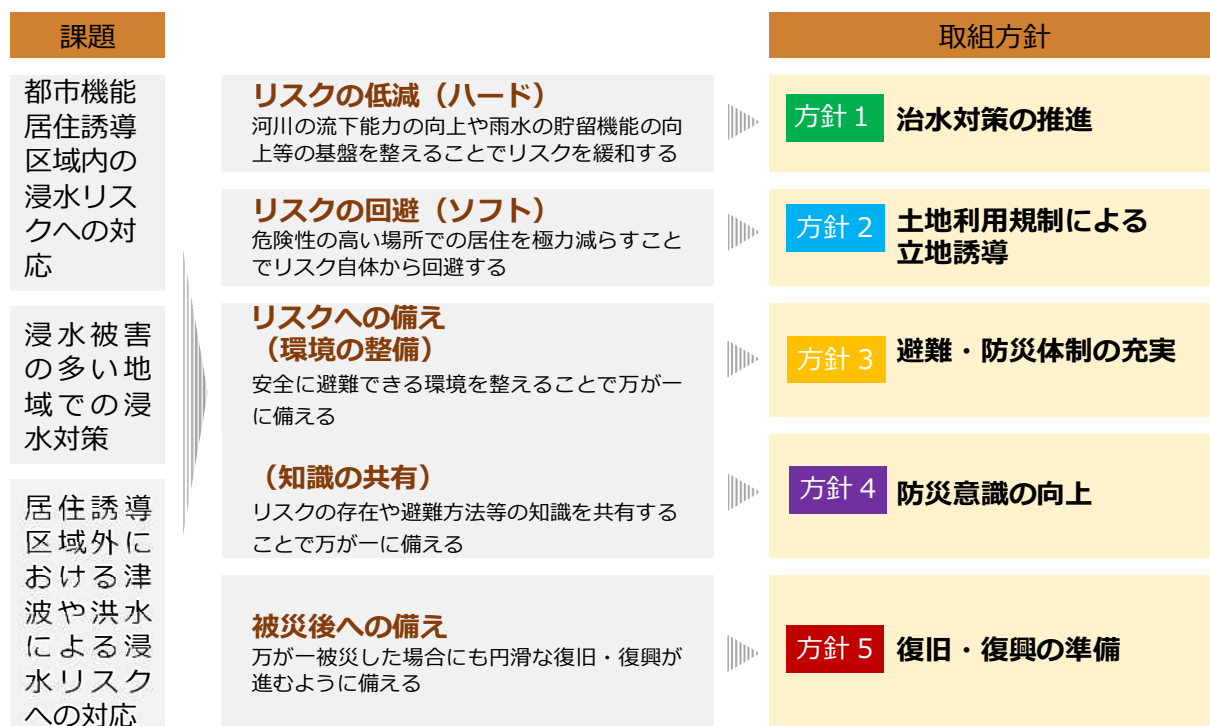 課題
取組方針
都市機能
居住誘導
区域内の
浸水リス
クへの対
応
浸水被害
の多い地
域での浸
水対策
居住誘導
区域外に
おける津
波や洪水
による浸
水リスク
への対応
リスクの低減（ハード）
河川の流下能力の向上や雨水の貯留機能の向
上等の基盤を整えることでリスクを緩和する
方針１
治水対策の推進
リスクの回避（ソフト）
危険性の高い場所での居住を極力減らすこと
でリスク自体から回避する
方針２
土地利用規制による
立地誘導
リスクへの備え
（環境の整備）
安全に避難できる環境を整えることで万が一
に備える
方針３
避難・防災体制の充実
（知識の共有）
リスクの存在や避難方法等の知識を共有する
ことで万が一に備える
方針４
防災意識の向上
被災後への備え
万が一被災した場合にも円滑な復旧・復興が
進むように備える
方針５
復旧・復興の準備